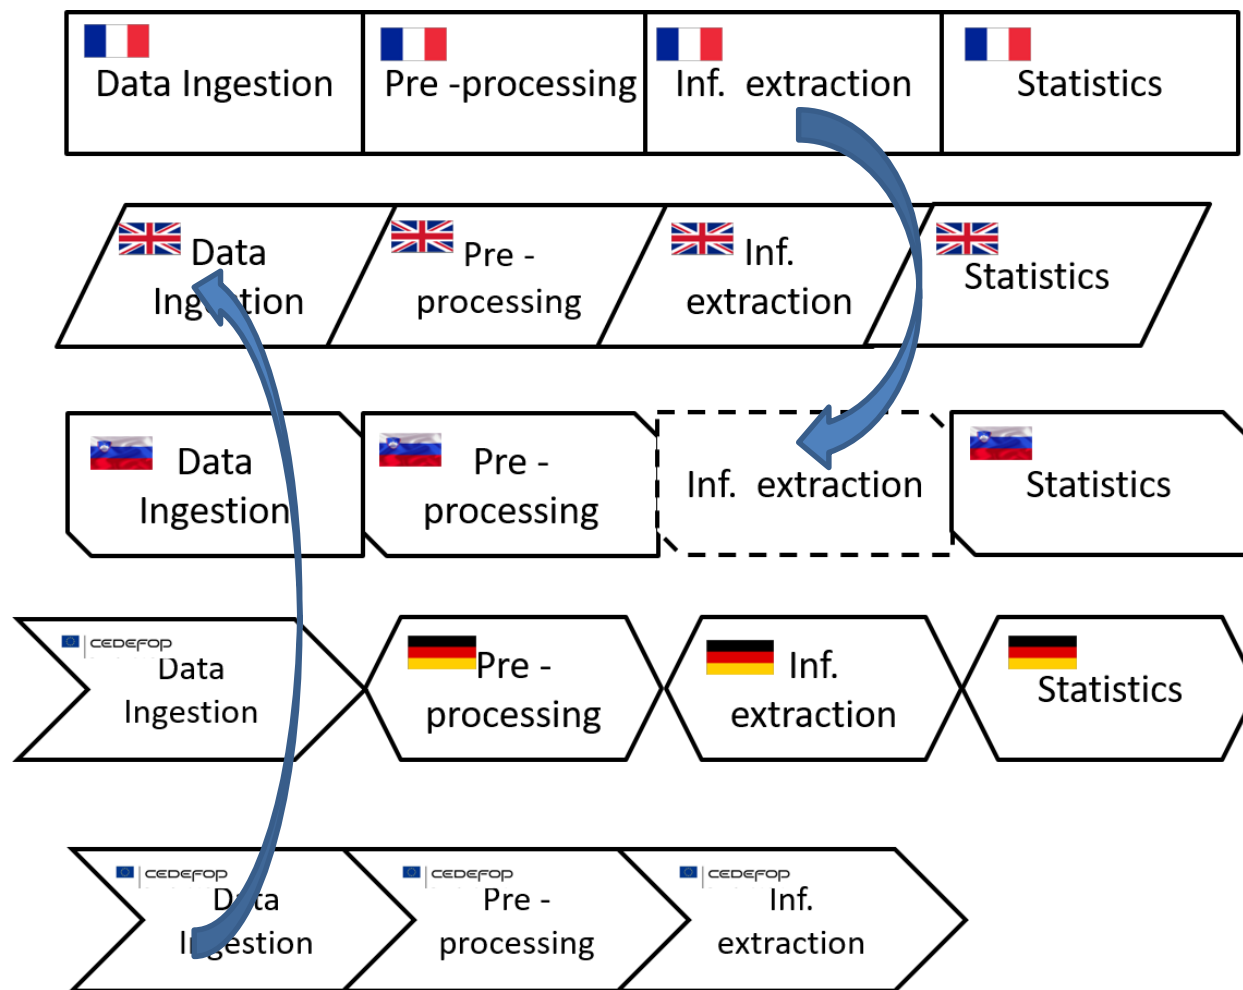 Data Ingestion
Pre -processing
Inf. extraction
Statistics
Data
Ingestion
Pre -
processing
Inf.
extraction
Statistics
Data
Ingestion
Pre -
processing
Inf. extraction
Statistics
CEDEFOP
Data
Ingestion
Pre -
processing
Inf.
extraction
Statistics
CEDEFOP
Data
Ingestion
CEDEFOP
Pre -
processing
CEDEFOP
Inf.
extraction